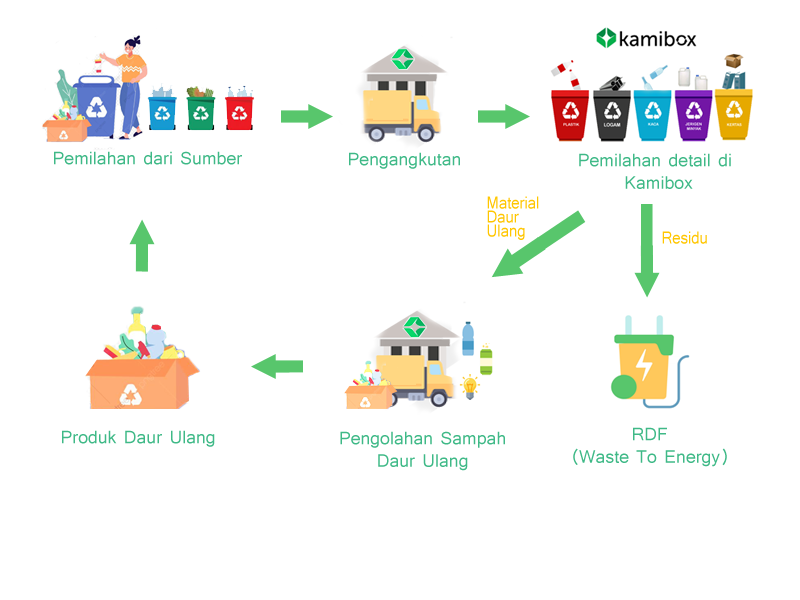 kamibox
PLASTIK
LOGAM
KACA
JERIGEN
MINYAK
KERTAS
Pemilahan dari Sumber
Pengangkutan
Pemilahan detail di
Kamibox
Material
Daur
Ulang
Residu
Produk Daur Ulang
Pengolahan Sampah
Daur Ulang
RDF
(Waste To Energy)